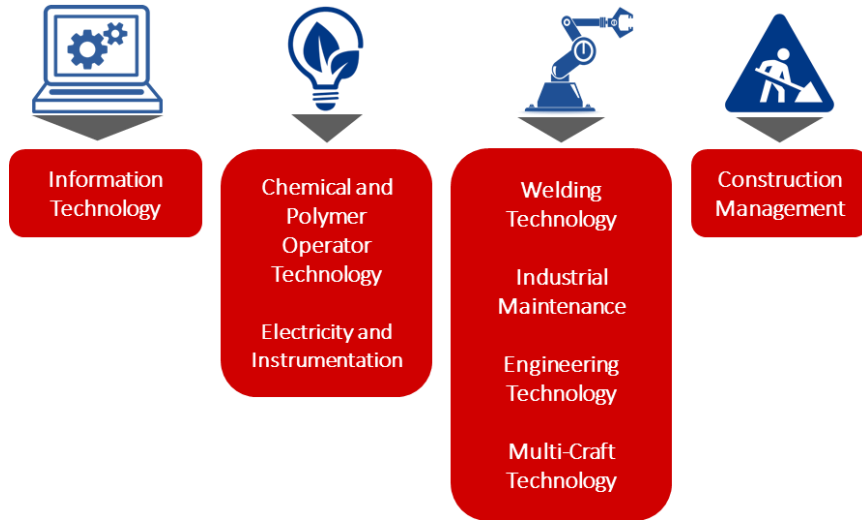 Information
Technology
Chemical and
Polymer
Operator
Technology
Electricity and
Instrumentation
Welding
Technology
Industrial
Maintenance
Engineering
Technology
Multi-Craft
Technology
Construction
Management